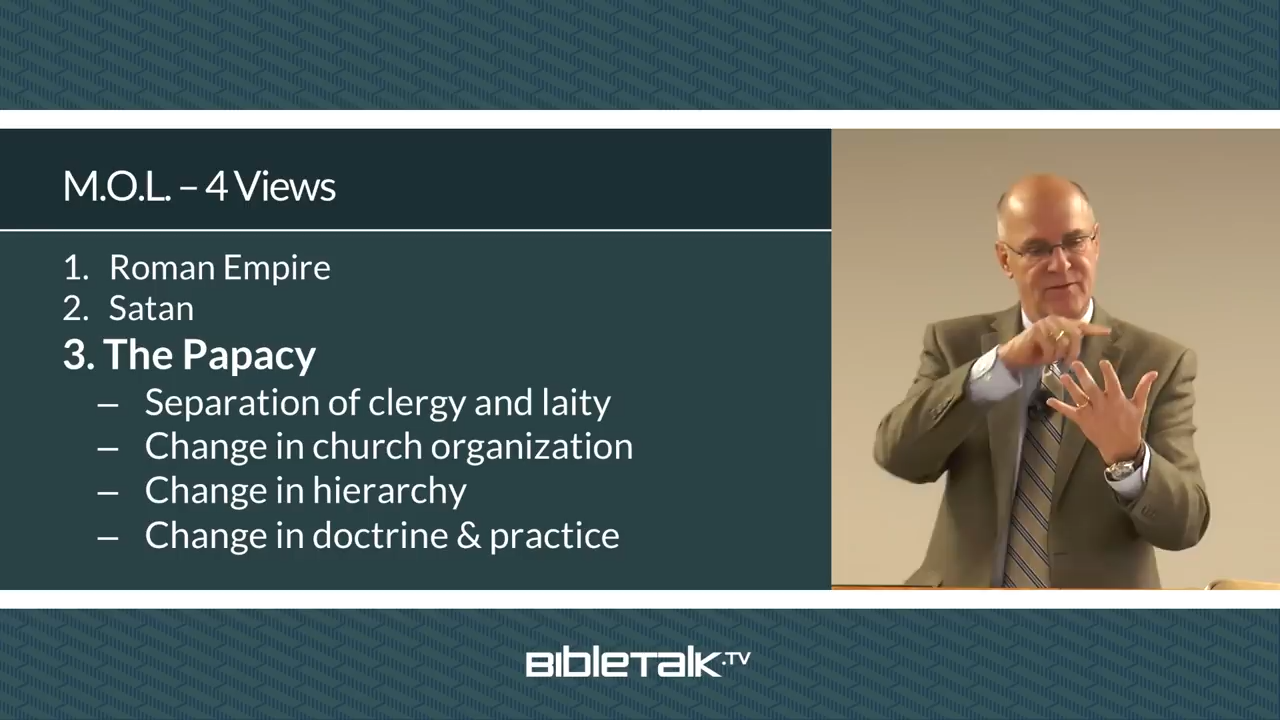 M.O.L. – 4 Views
1. Roman Empire
2. Satan
3. The Papacy
– Separation of clergy and laity
– Change in church organization
– Change in hierarchy
– Change in doctrine & practice
BIBLETALK.TV